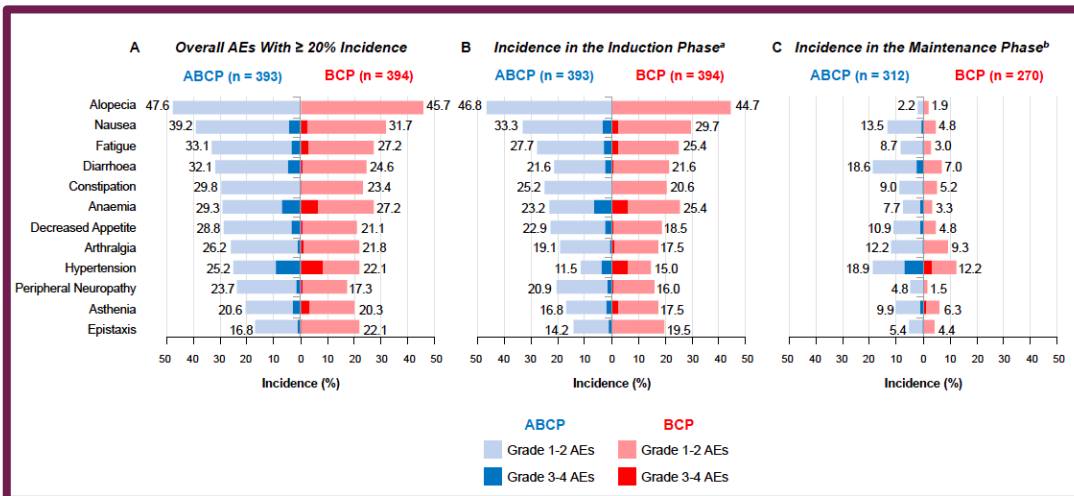 A Overall AEs With ≥ 20% Incidence B Incidence in the Induction Phaseᵃ C Incidence in the Maintenance Phaseᵇ
ABCP (n = 393) BCP (n = 394) ABCP (n = 393) BCP (n = 394) ABCP (n = 312) BCP (n = 270)
Alopecia 47.6 45.7 46.8 44.7 2.2 1.9
Nausea 39.2 31.7 33.3 29.7 13.5 4.8
Fatigue 33.1 27.2 27.7 25.4 8.7 3.0
Diarrhoea 32.1 24.6 21.6 21.6 18.6 7.0
Constipation 29.8 23.4 25.2 20.6 9.0 5.2
Anaemia 29.3 27.2 23.2 25.4 7.7 3.3
Decreased Appetite 28.8 21.1 22.9 18.5 10.9 4.8
Arthralgia 26.2 21.8 19.1 17.5 12.2 9.3
Hypertension 25.2 22.1 11.5 15.0 18.9 12.2
Peripheral Neuropathy 23.7 17.3 20.9 16.0 4.8 1.5
Asthenia 20.6 20.3 16.8 17.5 9.9 6.3
Epistaxis 16.8 22.1 14.2 19.5 5.4 4.4
50 40 30 20 10 0 10 20 30 40 50 50 40 30 20 10 0 10 20 30 40 50 50 40 30 20 10 0 10 20 30 40 50
Incidence (%) Incidence (%) Incidence (%)
ABCP BCP
Grade 1-2 AEs Grade 1-2 AEs
Grade 3-4 AEs Grade 3-4 AEs